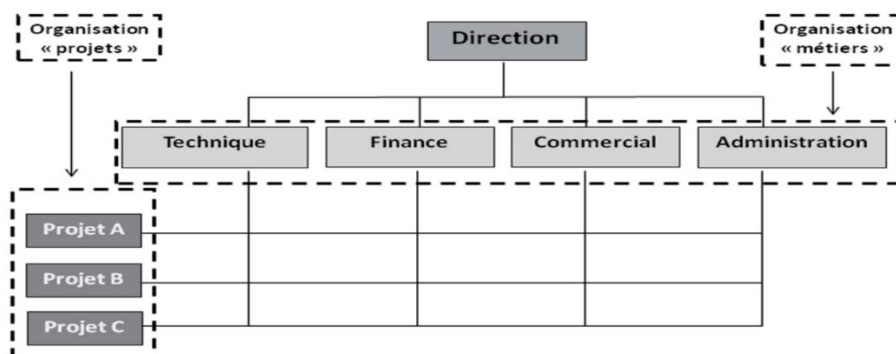 Organisation
« projets »
Direction
Organisation
« métiers »
Technique
Finance
Commercial
Administration
Projet A
Projet B
Projet C